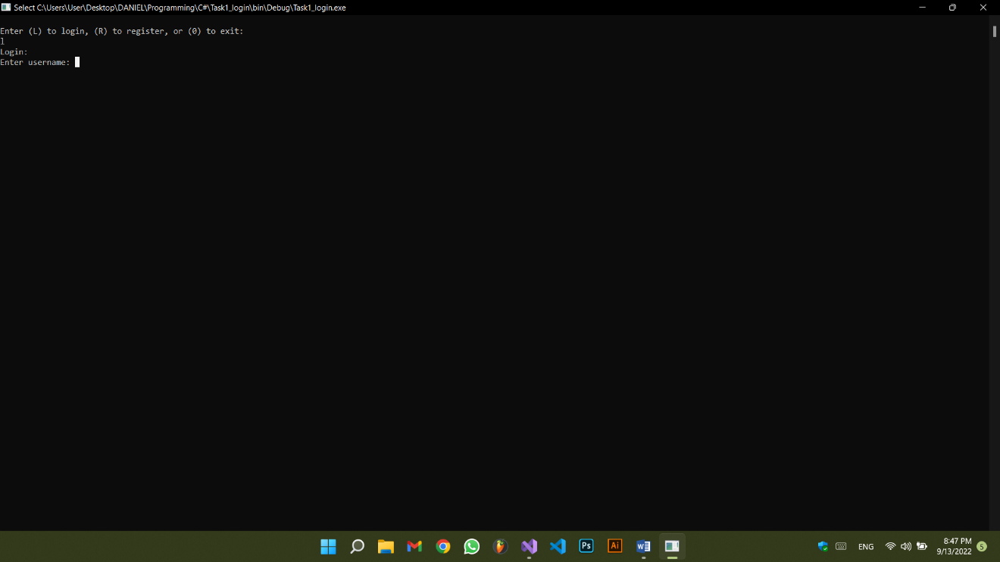 Select C:\Users\User\Desktop\DANIEL\Programming\C#\Task1_login\bin\Debug\Task1_login.exe
Enter (L) to login, (R) to register, or (0) to exit:
l
Login:
Enter username:
Ps
Ai
W
ENG
8:47 PM
9/13/2022
5